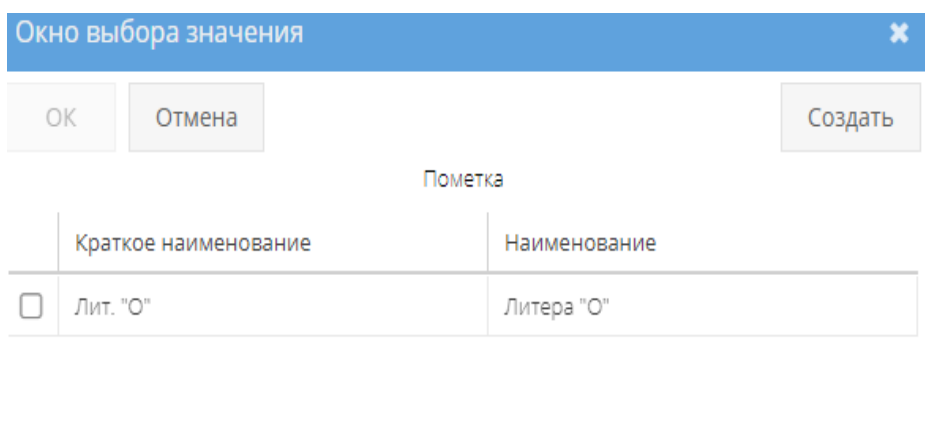 Окно выбора значения
ОК Отмена Создать
Пометка
Краткое наименование Наименование
Лит. "О" Литера "О"